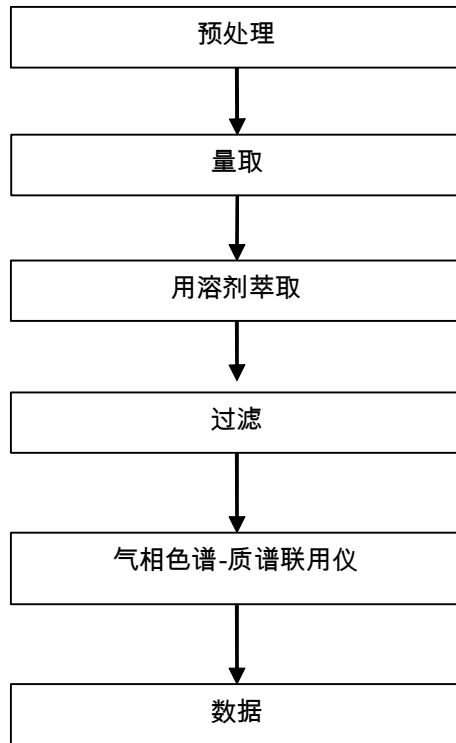 预处理
量取
用溶剂萃取
过滤
气相色谱-质谱联用仪
数据